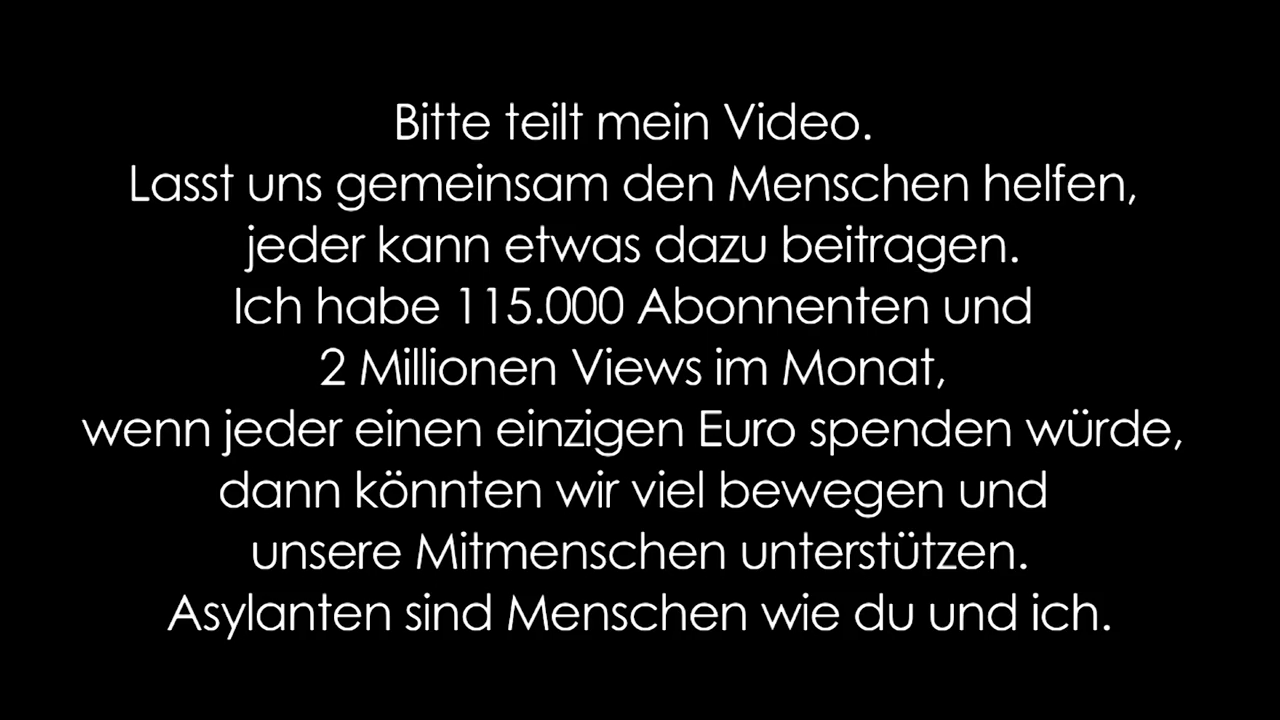 Bitte teilt mein Video.
Lasst uns gemeinsam den Menschen helfen,
jeder kann etwas dazu beitragen.
Ich habe 115.000 Abonnenten und
2 Millionen Views im Monat,
wenn jeder einen einzigen Euro spenden würde,
dann könnten wir viel bewegen und
unsere Mitmenschen unterstützen.
Asylanten sind Menschen wie du und ich.